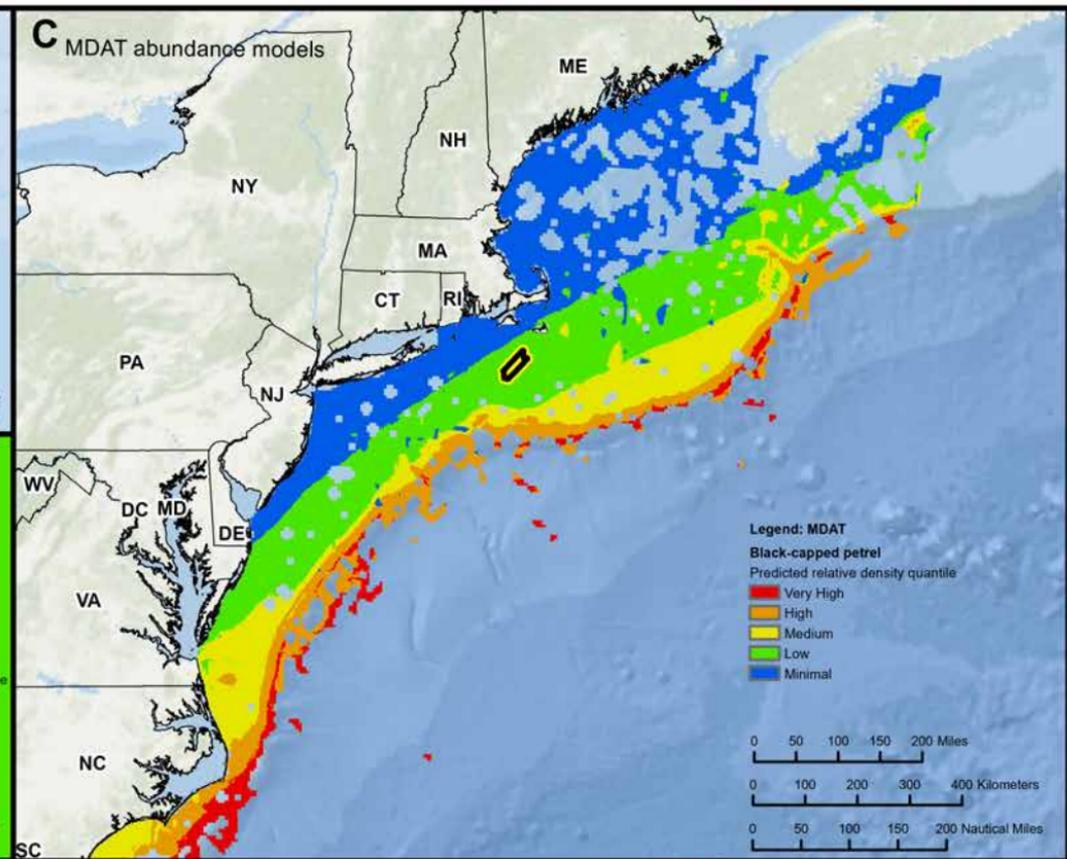 C MDAT abundance models
ME
NH
NY
MA
CT
RI
PA
NJ
WV
DC
MD
DE
VA
NC
SC
Legend: MDAT
Black-capped petrel
Predicted relative density quantile
Very High
High
Medium
Low
Minimal
0 50 100 150 200 Miles
0 100 200 300 400 Kilometers
0 50 100 150 200 Nautical Miles
e